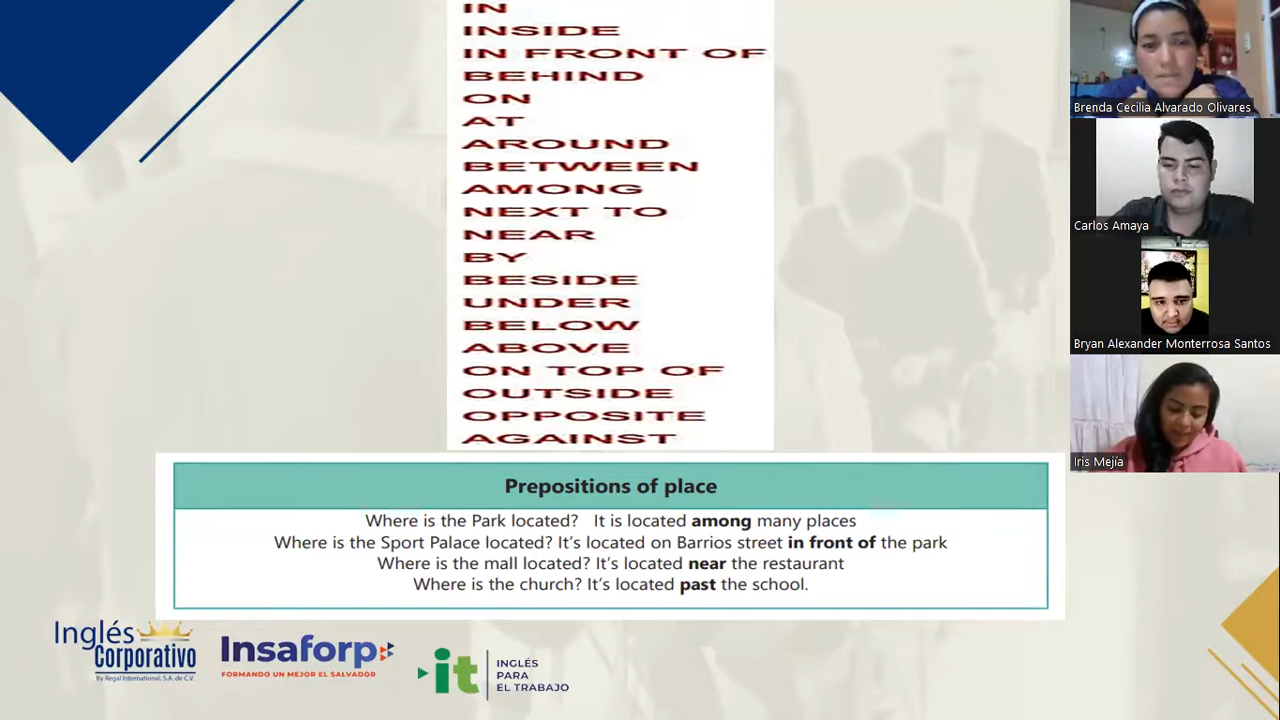 IN
INSIDE
IN FRONT OF
BEHIND
ON
AT
AROUND
BETWEEN
AMONG
NEXT TO
NEAR
BY
BESIDE
UNDER
BELOW
ABOVE
ON TOP OF
OUTSIDE
OPPOSITE
AGAINST
Prepositions of place
Where is the Park located? It is located among many places
Where is the Sport Palace located? It's located on Barrios street in front of the park
Where is the mall located? It's located near the restaurant
Where is the church? It's located past the school.
Inglés
Corporativo
By Regal International, S.A. de C.V.
Insaforp
FORMANDO UN MEJOR EL SALVADOR
it
INGLÉS
PARA
EL TRABAJO
Brenda Cecilia Alvarado Olivares
Carlos Amaya
Bryan Alexander Monterrosa Santos
Iris Mejía